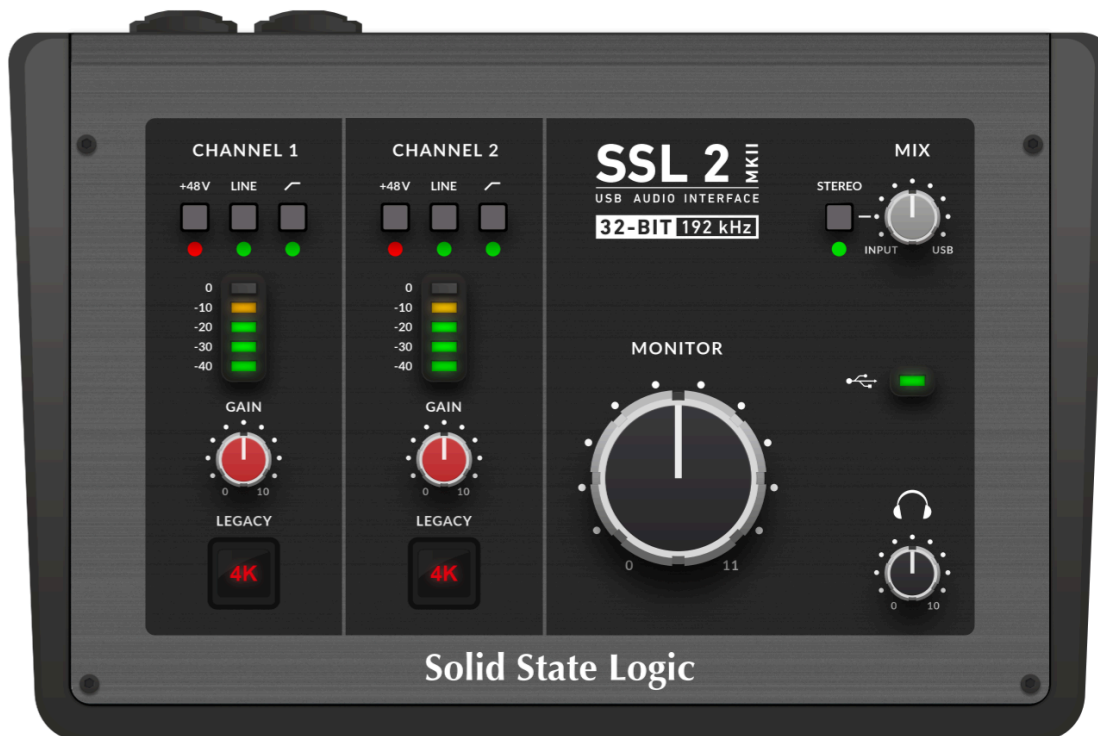 CHANNEL 1
+48V LINE
0
-10
-20
-30
-40
GAIN
0 10
LEGACY
4K
CHANNEL 2
+48V LINE
0
-10
-20
-30
-40
GAIN
0 10
LEGACY
4K
SSL 2 MKII
USB AUDIO INTERFACE
32-BIT 192 kHz
MIX
STEREO
INPUT USB
MONITOR
0 11
0 10
Solid State Logic